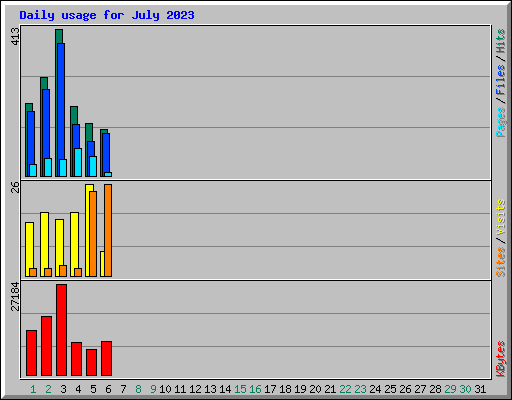 Daily usage for July 2023
413
Pages/Files/Hits
26
Sites/Visits
27184
KBytes
1 2 3 4 5 6 7 8 9 10 11 12 13 14 15 16 17 18 19 20 21 22 23 24 25 26 27 28 29 30 31